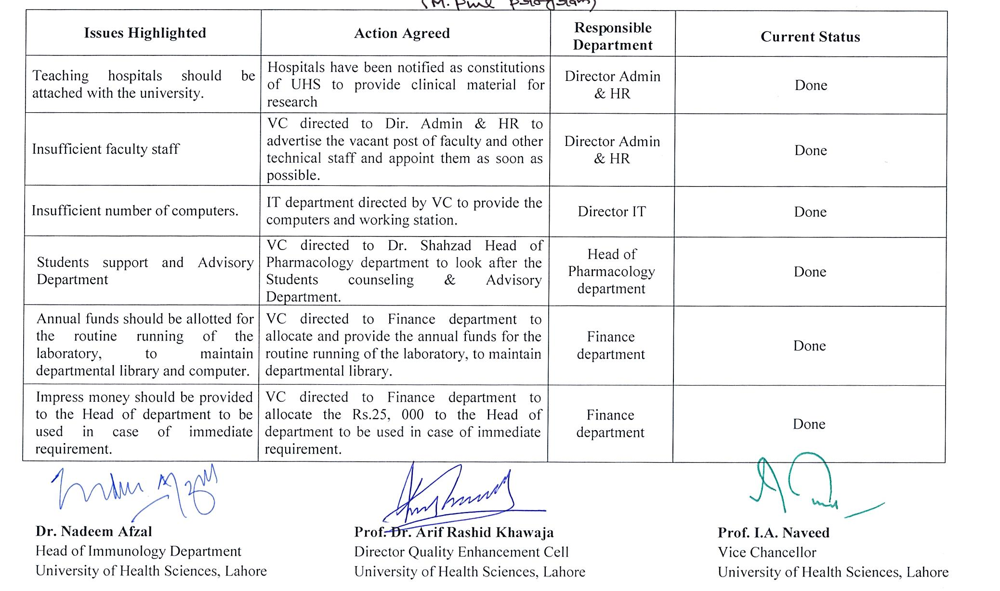 (M. Phil Program)
Issues Highlighted
Action Agreed
Responsible
Department
Current Status
Teaching hospitals should be
attached with the university.
Hospitals have been notified as constitutions
of UHS to provide clinical material for
research
Director Admin
& HR
Done
Insufficient faculty staff
VC directed to Dir. Admin & HR to
advertise the vacant post of faculty and other
technical staff and appoint them as soon as
possible.
Director Admin
& HR
Done
Insufficient number of computers.
IT department directed by VC to provide the
computers and working station.
Director IT
Done
Students support and Advisory
Department
VC directed to Dr. Shahzad Head of
Pharmacology department to look after the
Students counseling & Advisory
Department.
Head of
Pharmacology
department
Done
Annual funds should be allotted for
the routine running of the
laboratory, to maintain
departmental library and computer.
VC directed to Finance department to
allocate and provide the annual funds for the
routine running of the laboratory, to maintain
departmental library.
Finance
department
Done
Impress money should be provided
to the Head of department to be
used in case of immediate
requirement.
VC directed to Finance department to
allocate the Rs.25, 000 to the Head of
department to be used in case of immediate
requirement.
Finance
department
Done
Dr. Nadeem Afzal
Head of Immunology Department
University of Health Sciences, Lahore
Prof. Dr. Arif Rashid Khawaja
Director Quality Enhancement Cell
University of Health Sciences, Lahore
Prof. I.A. Naveed
Vice Chancellor
University of Health Sciences, Lahore